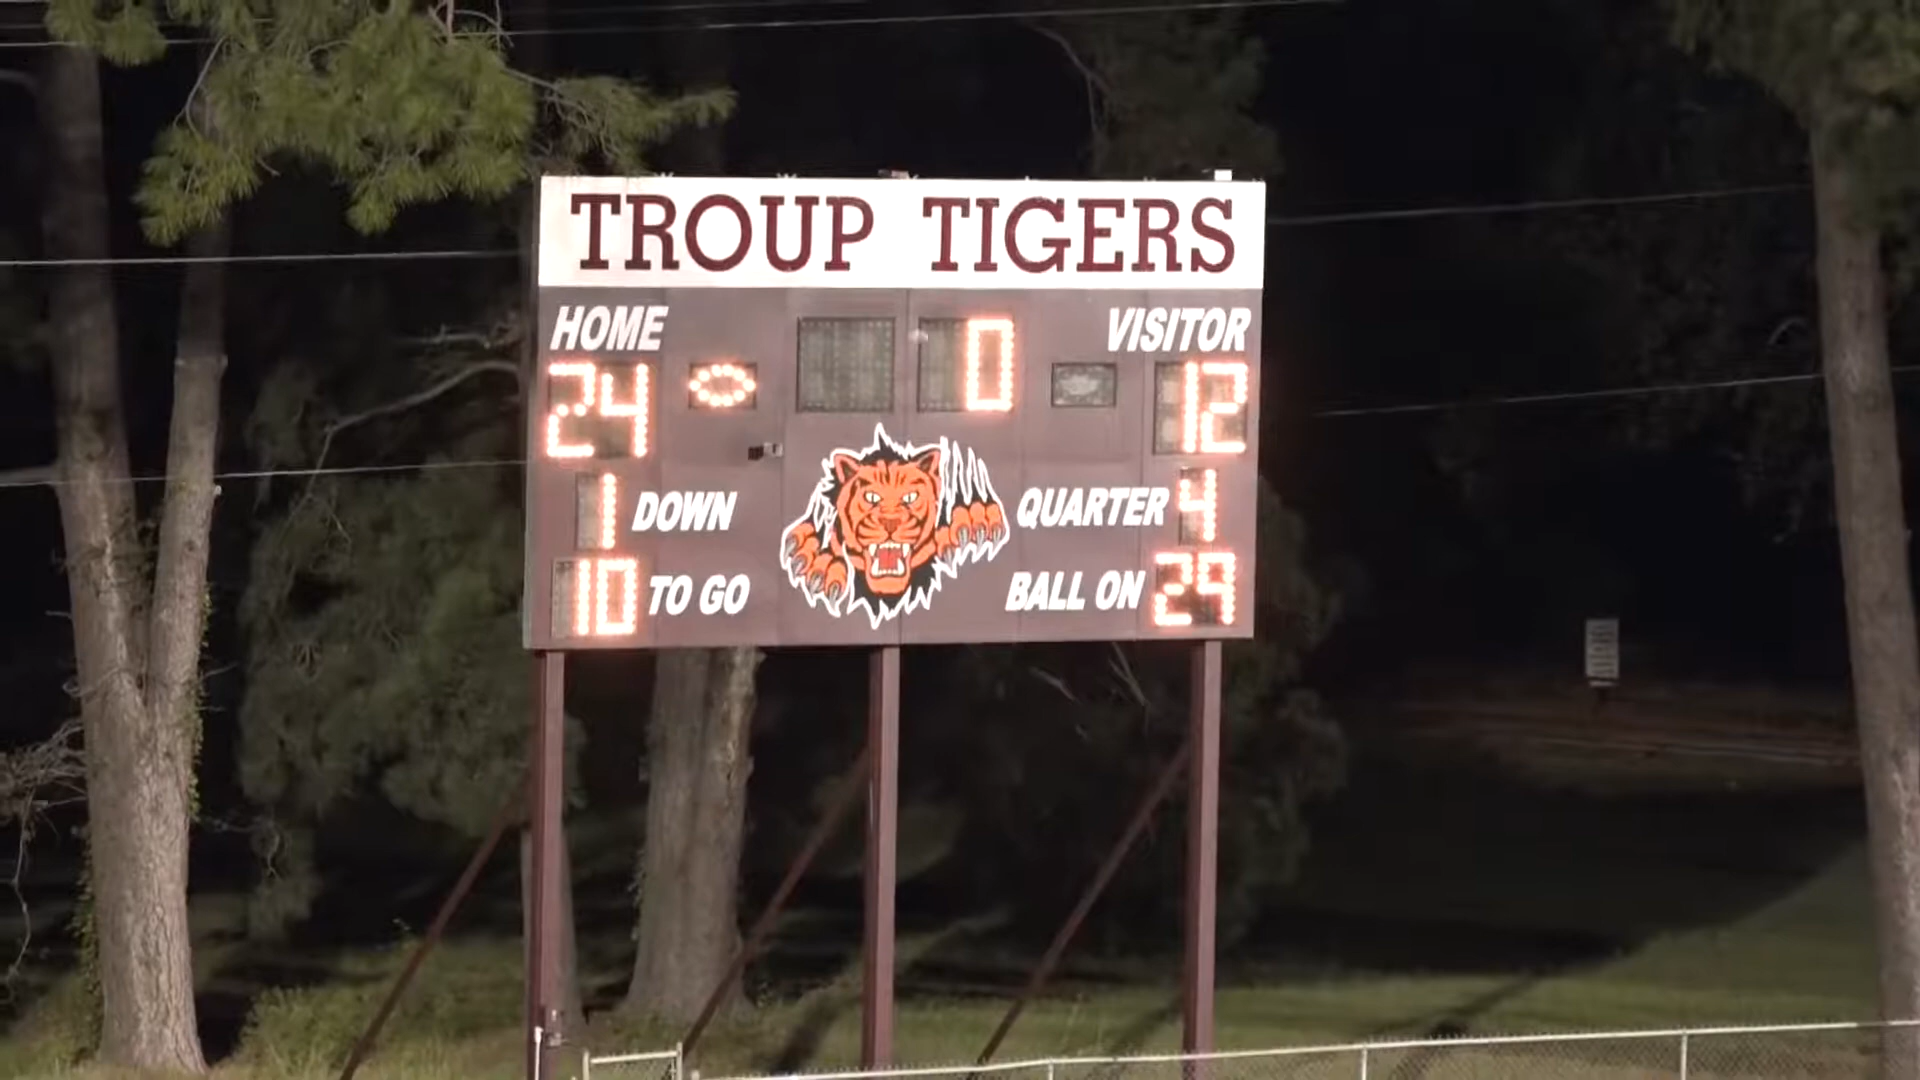 TROUP TIGERS
HOME 0 VISITOR
24 12
1 DOWN QUARTER 4
10 TO GO BALL ON 29